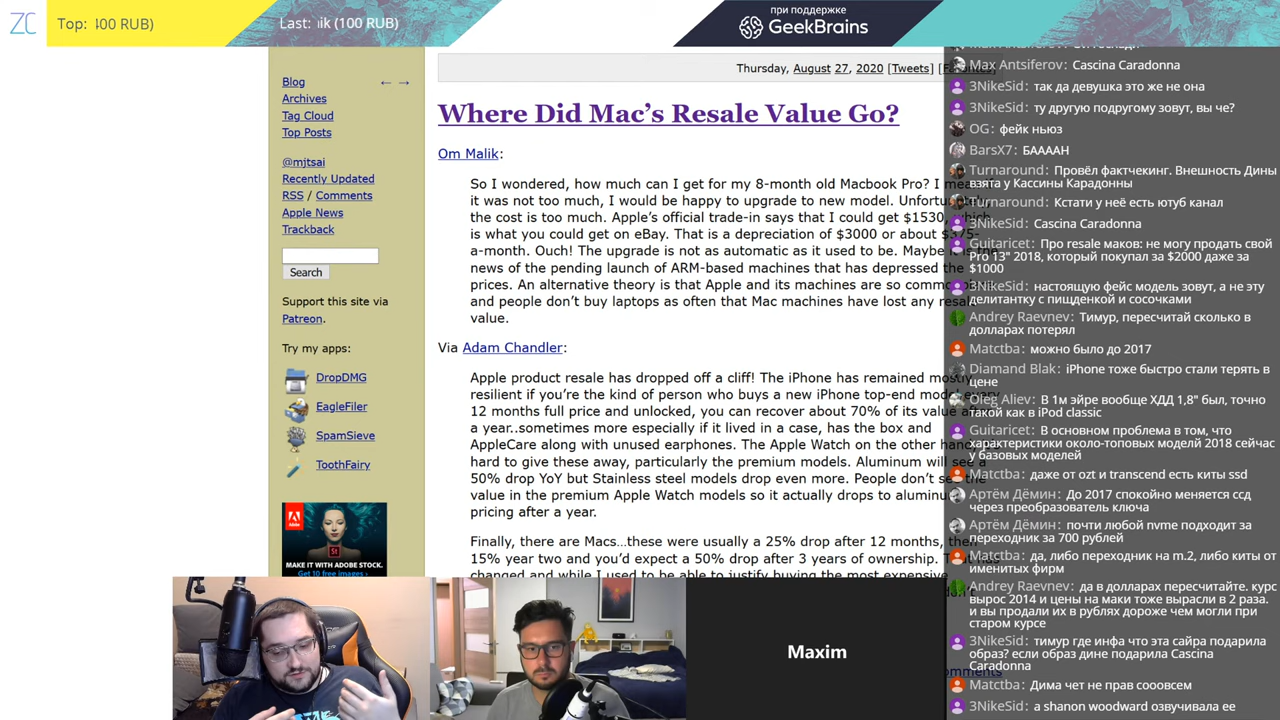 ZC
Top: 400 RUB)
Last: ik (100 RUB)
при поддержке
GeekBrains
Thursday, August 27, 2020 [Tweets]
Blog ← →
Archives
Tag Cloud
Top Posts
@mjtsai
Recently Updated
RSS / Comments
Apple News
Trackback
Search
Support this site via
Patreon.
Try my apps:
DropDMG
EagleFiler
SpamSieve
ToothFairy
MAKE IT WITH ADOBE STOCK.
Get 10 free images ›
Where Did Mac’s Resale Value Go?
Om Malik:
So I wondered, how much can I get for my 8-month old Macbook Pro? I
it was not too much, I would be happy to upgrade to new model.
the cost is too much. Apple’s official trade-in says that I could get $1530, which
is what you could get on eBay. That is a depreciation of $3000 or about $375-
a-month. Ouch! The upgrade is not as automatic as it used to be. Maybe it is the
news of the pending launch of ARM-based machines that has depressed the
prices. An alternative theory is that Apple and its machines are so
and people don’t buy laptops as often that Mac machines have lost any resale
value.
Via Adam Chandler:
Apple product resale has dropped off a cliff! The iPhone has remained mostly
resilient if you’re the kind of person who buys a new iPhone top-end model
12 months full price and unlocked, you can recover about 70% of its value after
a year..sometimes more especially if it lived in a case, has the box and
AppleCare along with unused earphones. The Apple Watch on the other hand,
hard to give these away, particularly the premium models. Aluminum will see a
50% drop YoY but Stainless steel models drop even more. People don’t see the
value in the premium Apple Watch models so it actually drops to aluminum
pricing after a year.
Finally, there are Macs…these were usually a 25% drop after 12 months, then
15% year two and you’d expect a 50% drop after 3 years of ownership.
changed and while I used to be able to justify buying the most expensive
Maxim
Max Antsiferov: Cascina Caradonna
3NikeSid: так да девушка это же не она
3NikeSid: ту другую подругому зовут, вы че?
OG: фейк ньюз
BarsX7: БАААAН
Turnaround: Провёл фактчекинг. Внешность Дины
взята у Кассины Карадонны
Turnaround: Кстати у неё есть ютуб канал
3NikeSid: Cascina Caradonna
Guitaricet: Про resale маков: не могу продать свой
Pro 13" 2018, который покупал за $2000 даже за
$1000
3NikeSid: настоящую фейс модель зовут, а не эту
делитантку с пищденкой и сосочками
Andrey Raevnev: Тимур, пересчитай сколько в
долларах потерял
Matctba: можно было до 2017
Diamand Blak: iPhone тоже быстро стали терять в
цене
Oleg Aliev: В 1м эйре вообще ХДД 1,8" был, точно
такой как в iPod classic
Guitaricet: В основном проблема в том, что
характеристики около-топовых моделй 2018 сейчас
у базовых моделей
Matctba: даже от ozt и transcend есть киты ssd
Артём Дёмин: До 2017 спокойно меняется ссд
через преобразователь ключа
Артём Дёмин: почти любой nvme подходит за
переходник за 700 рублей
Matctba: да, либо переходник на m.2, либо киты от
именитых фирм
Andrey Raevnev: да в долларах пересчитайте. курс
вырос 2014 и цены на маки тоже вырасли в 2 раза.
и вы продали их в рублях дороже чем могли при
старом курсе
3NikeSid: тимур где инфа что эта сайра подарила
образ? если образ дине подарила Cascina
Caradonna
Matctba: Дима чет не прав сооовсем
3NikeSid: а shanon woodward озвучивала ее